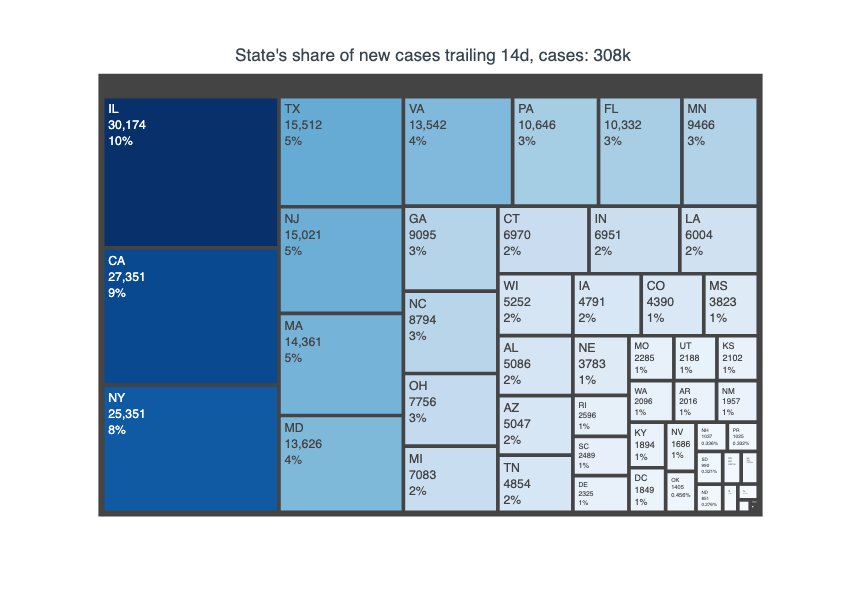 State's share of new cases trailing 14d, cases: 308k
IL
30,174
10%
CA
27,351
9%
NY
25,351
8%
TX
15,512
5%
NJ
15,021
5%
MA
14,361
5%
MD
13,626
4%
VA
13,542
4%
PA
10,646
3%
FL
10,332
3%
MN
9466
3%
GA
9095
3%
NC
8794
3%
OH
7756
3%
MI
7083
2%
CT
6970
2%
IN
6951
2%
LA
6004
2%
WI
5252
2%
IA
4791
2%
CO
4390
1%
MS
3823
1%
AL
5086
2%
AZ
5047
2%
TN
4854
2%
NE
3783
1%
RI
2596
1%
SC
2489
1%
DE
2325
1%
MO
2285
1%
UT
2188
1%
KS
2102
1%
WA
2096
1%
AR
2016
1%
NM
1957
1%
KY
1894
1%
DC
1849
1%
NV
1686
1%
OK
1405
0.456%
NH
1037
0.336%
PR
1025
0.332%
SD
990
0.321%
ND
851
0.276%